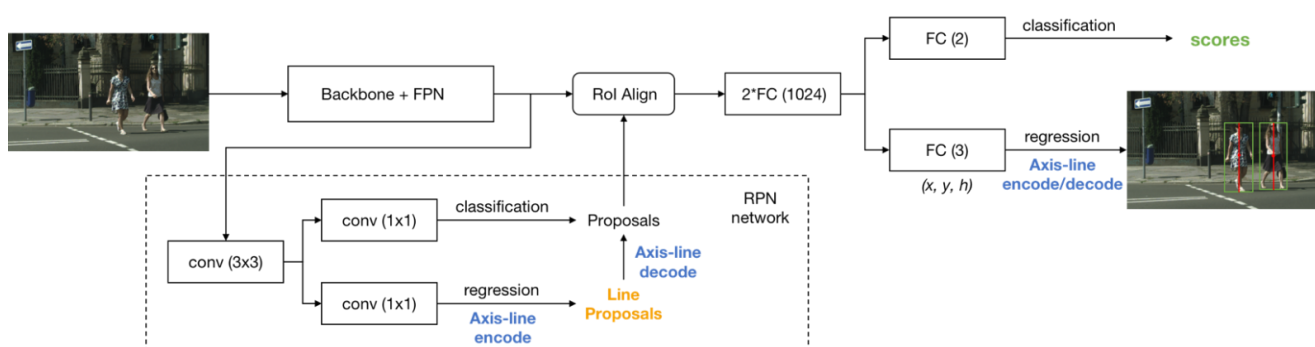 Backbone + FPN
RoI Align
2*FC (1024)
FC (2)
classification
scores
FC (3)
(x, y, h)
regression
Axis-line
encode/decode
RPN
network
conv (3x3)
conv (1x1)
classification
Proposals
Axis-line
decode
conv (1x1)
regression
Axis-line
encode
Line
Proposals